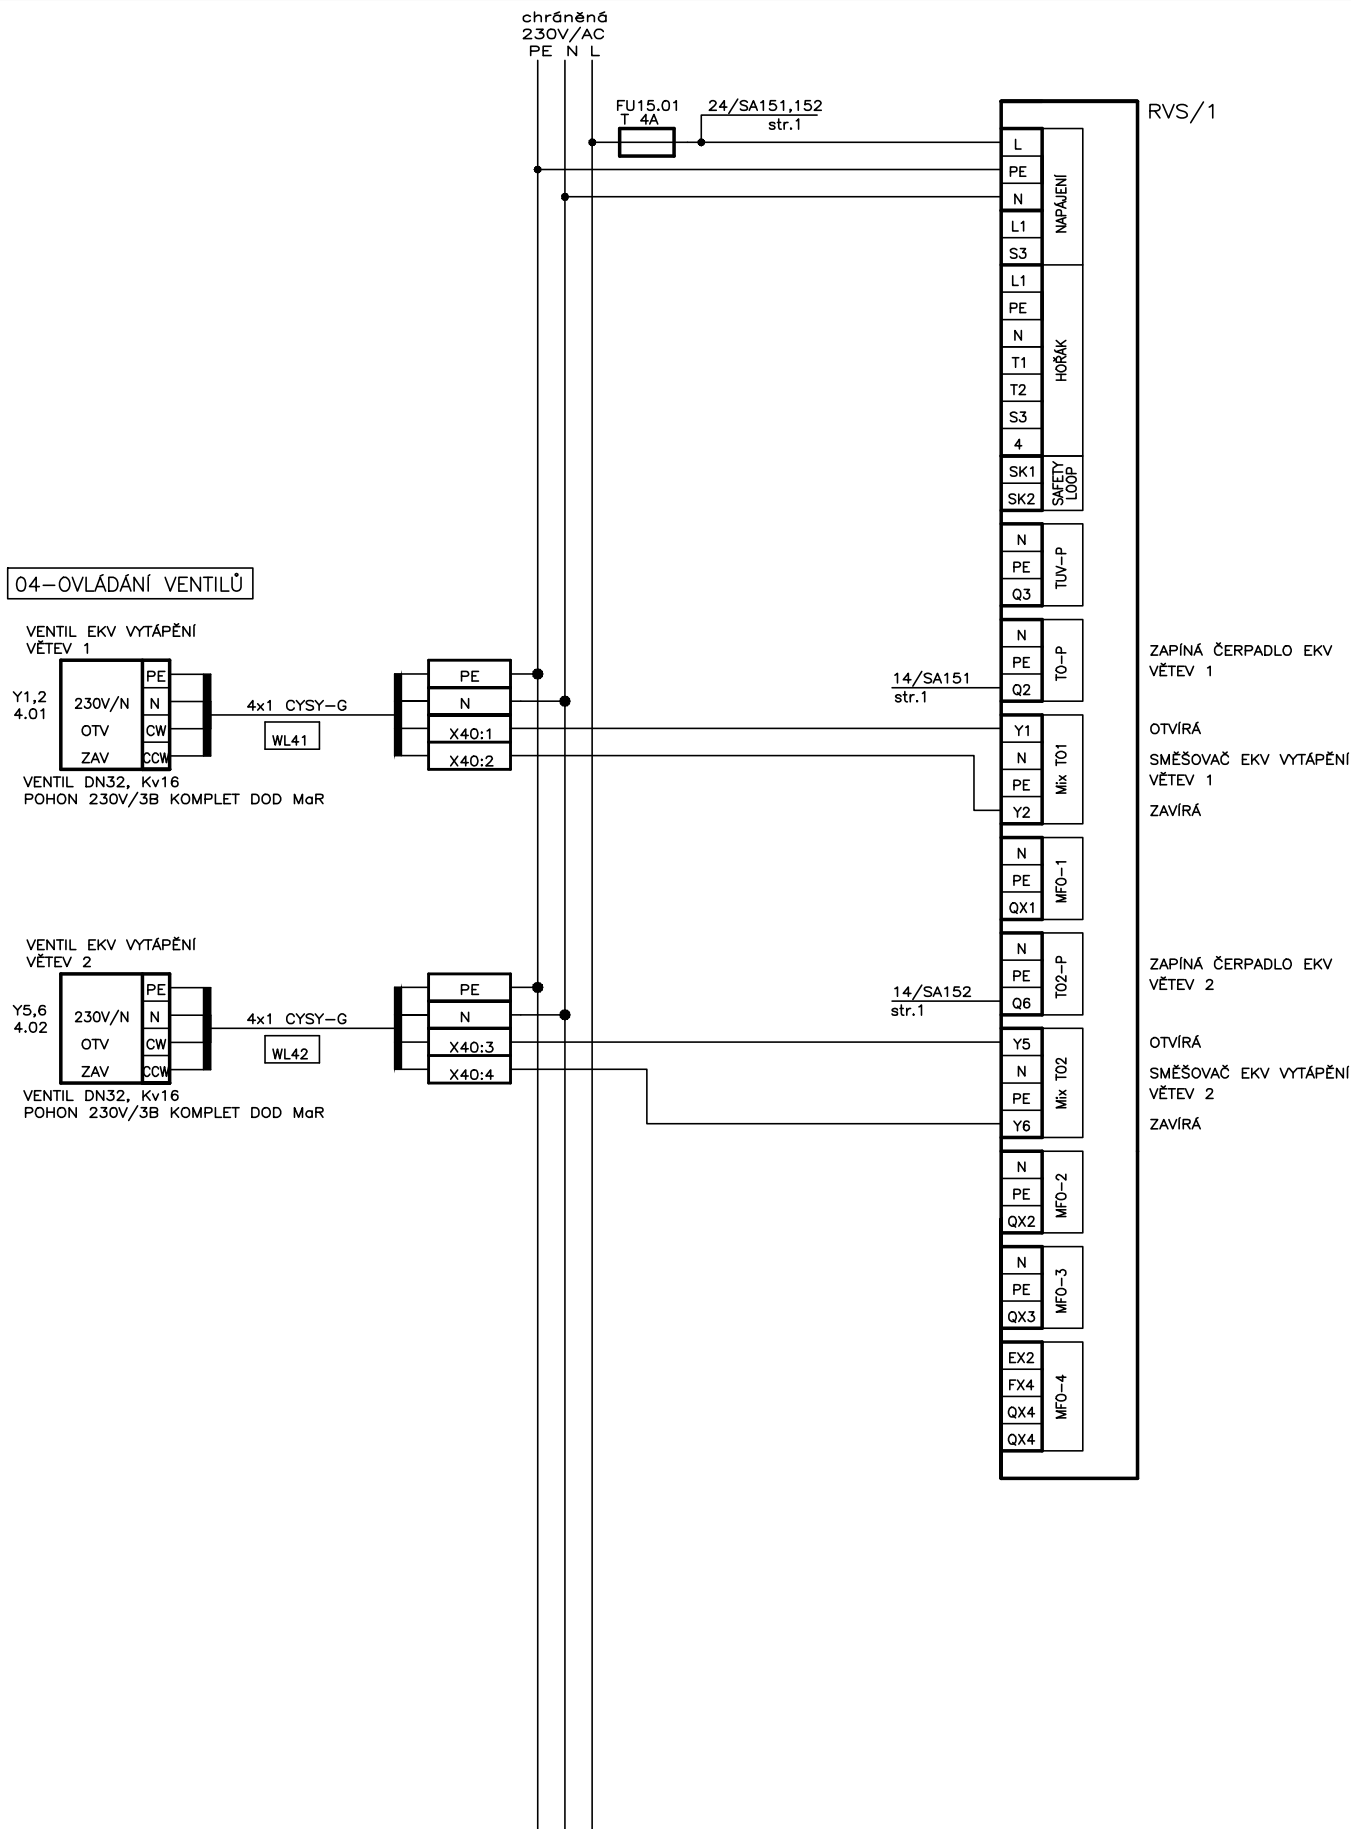 chráněná
230V/AC
PE N L
FU15.01
T 4A
24/SA151,152
str.1
RVS/1
L
PE
N
L1
S3
NAPÁJENÍ
L1
PE
N
T1
T2
S3
4
HOŘÁK
SK1
SK2
SAFETY
LOOP
N
PE
Q3
TUV-P
04-OVLÁDÁNÍ VENTILŮ
VENTIL EKV VYTÁPĚNÍ
VĚTEV 1
Y1,2
4.01
230V/N
OTV
ZAV
PE
N
CW
CCW
VENTIL DN32, Kv16
POHON 230V/3B KOMPLET DOD MaR
4x1 CYSY-G
WL41
PE
N
X40:1
X40:2
14/SA151
str.1
N
PE
Q2
TO-P
ZAPÍNÁ ČERPADLO EKV
VĚTEV 1
Y1
N
PE
Y2
Mix TO1
OTVÍRÁ
SMĚŠOVAČ EKV VYTÁPĚNÍ
VĚTEV 1
ZAVÍRÁ
N
PE
QX1
MFO-1
VENTIL EKV VYTÁPĚNÍ
VĚTEV 2
Y5,6
4.02
230V/N
OTV
ZAV
PE
N
CW
CCW
VENTIL DN32, Kv16
POHON 230V/3B KOMPLET DOD MaR
4x1 CYSY-G
WL42
PE
N
X40:3
X40:4
14/SA152
str.1
N
PE
Q6
TO2-P
ZAPÍNÁ ČERPADLO EKV
VĚTEV 2
Y5
N
PE
Y6
Mix TO2
OTVÍRÁ
SMĚŠOVAČ EKV VYTÁPĚNÍ
VĚTEV 2
ZAVÍRÁ
N
PE
QX2
MFO-2
N
PE
QX3
MFO-3
EX2
FX4
QX4
QX4
MFO-4